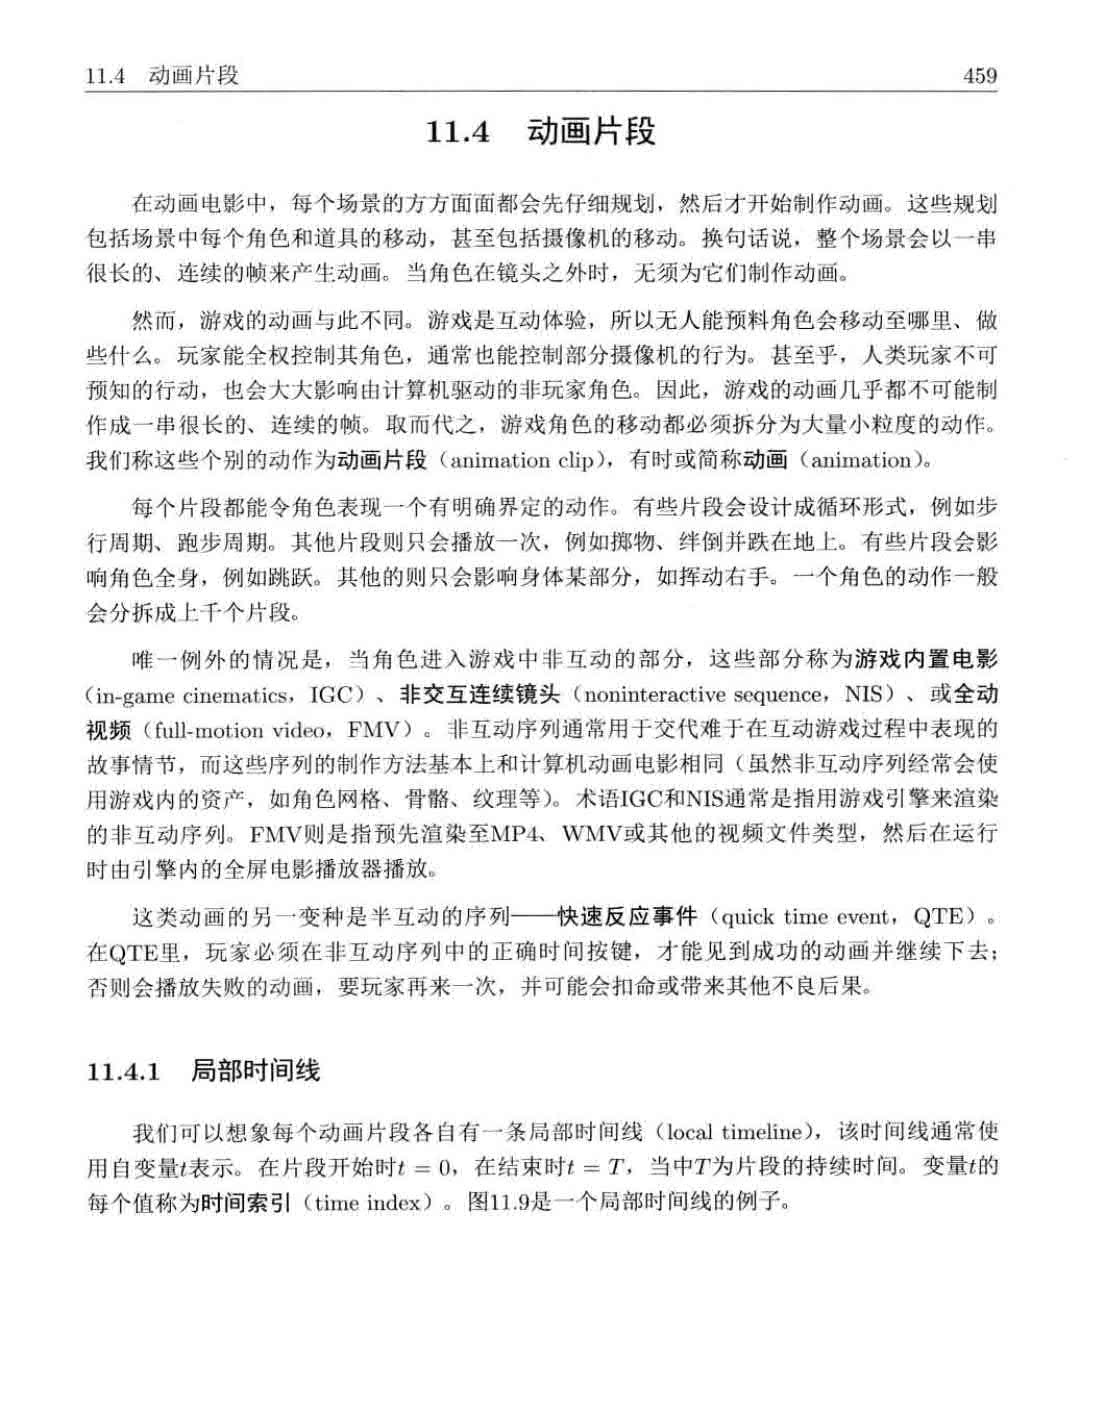 11.4 动画片段 459
11.4 动画片段
在动画电影中，每个场景的方方面面都会先仔细规划，然后才开始制作动画。这些规划
包括场景中每个角色和道具的移动，甚至包括摄像机的移动。换句话说，整个场景会以一串
很长的、连续的帧来产生动画。当角色在镜头之外时，无须为它们制作动画。
然而，游戏的动画与此不同。游戏是互动体验，所以无人能预料角色会移动至哪里、做
些什么。玩家能全权控制其角色，通常也能控制部分摄像机的行为。甚至乎，人类玩家不可
预知的行动，也会大大影响由计算机驱动的非玩家角色。因此，游戏的动画几乎都不可能制
作成一串很长的、连续的帧。取而代之，游戏角色的移动都必须拆分为大量小粒度的动作。
我们称这些个别的动作为动画片段（animation clip），有时或简称动画（animation）。
每个片段都能令角色表现一个有明确界定的动作。有些片段会设计成循环形式，例如步
行周期、跑步周期。其他片段则只会播放一次，例如掷物、绊倒并跌在地上。有些片段会影
响角色全身，例如跳跃。其他的则只会影响身体某部分，如挥动右手。一个角色的动作一般
会分拆成上千个片段。
唯一例外的情况是，当角色进入游戏中非互动的部分，这些部分称为游戏内置电影
（in-game cinematics，IGC）、非交互连续镜头（noninteractive sequence，NIS）、或全动
视频（full-motion video，FMV）。非互动序列通常用于交代难于在互动游戏过程中表现的
故事情节，而这些序列的制作方法基本上和计算机动画电影相同（虽然非互动序列经常会使
用游戏内的资产，如角色网格、骨骼、纹理等）。术语IGC和NIS通常是指用游戏引擎来渲染
的非互动序列。FMV则是指预先渲染至MP4、WMV或其他的视频文件类型，然后在运行
时由引擎内的全屏电影播放器播放。
这类动画的另一变种是半互动的序列——快速反应事件（quick time event，QTE）。
在QTE里，玩家必须在非互动序列中的正确时间按键，才能见到成功的动画并继续下去；
否则会播放失败的动画，要玩家再来一次，并可能会扣命或带来其他不良后果。
11.4.1 局部时间线
我们可以想象每个动画片段各自有一条局部时间线（local timeline），该时间线通常使
用自变量t表示。在片段开始时t = 0，在结束时t = T，当中T为片段的持续时间。变量t的
每个值称为时间索引（time index）。图11.9是一个局部时间线的例子。